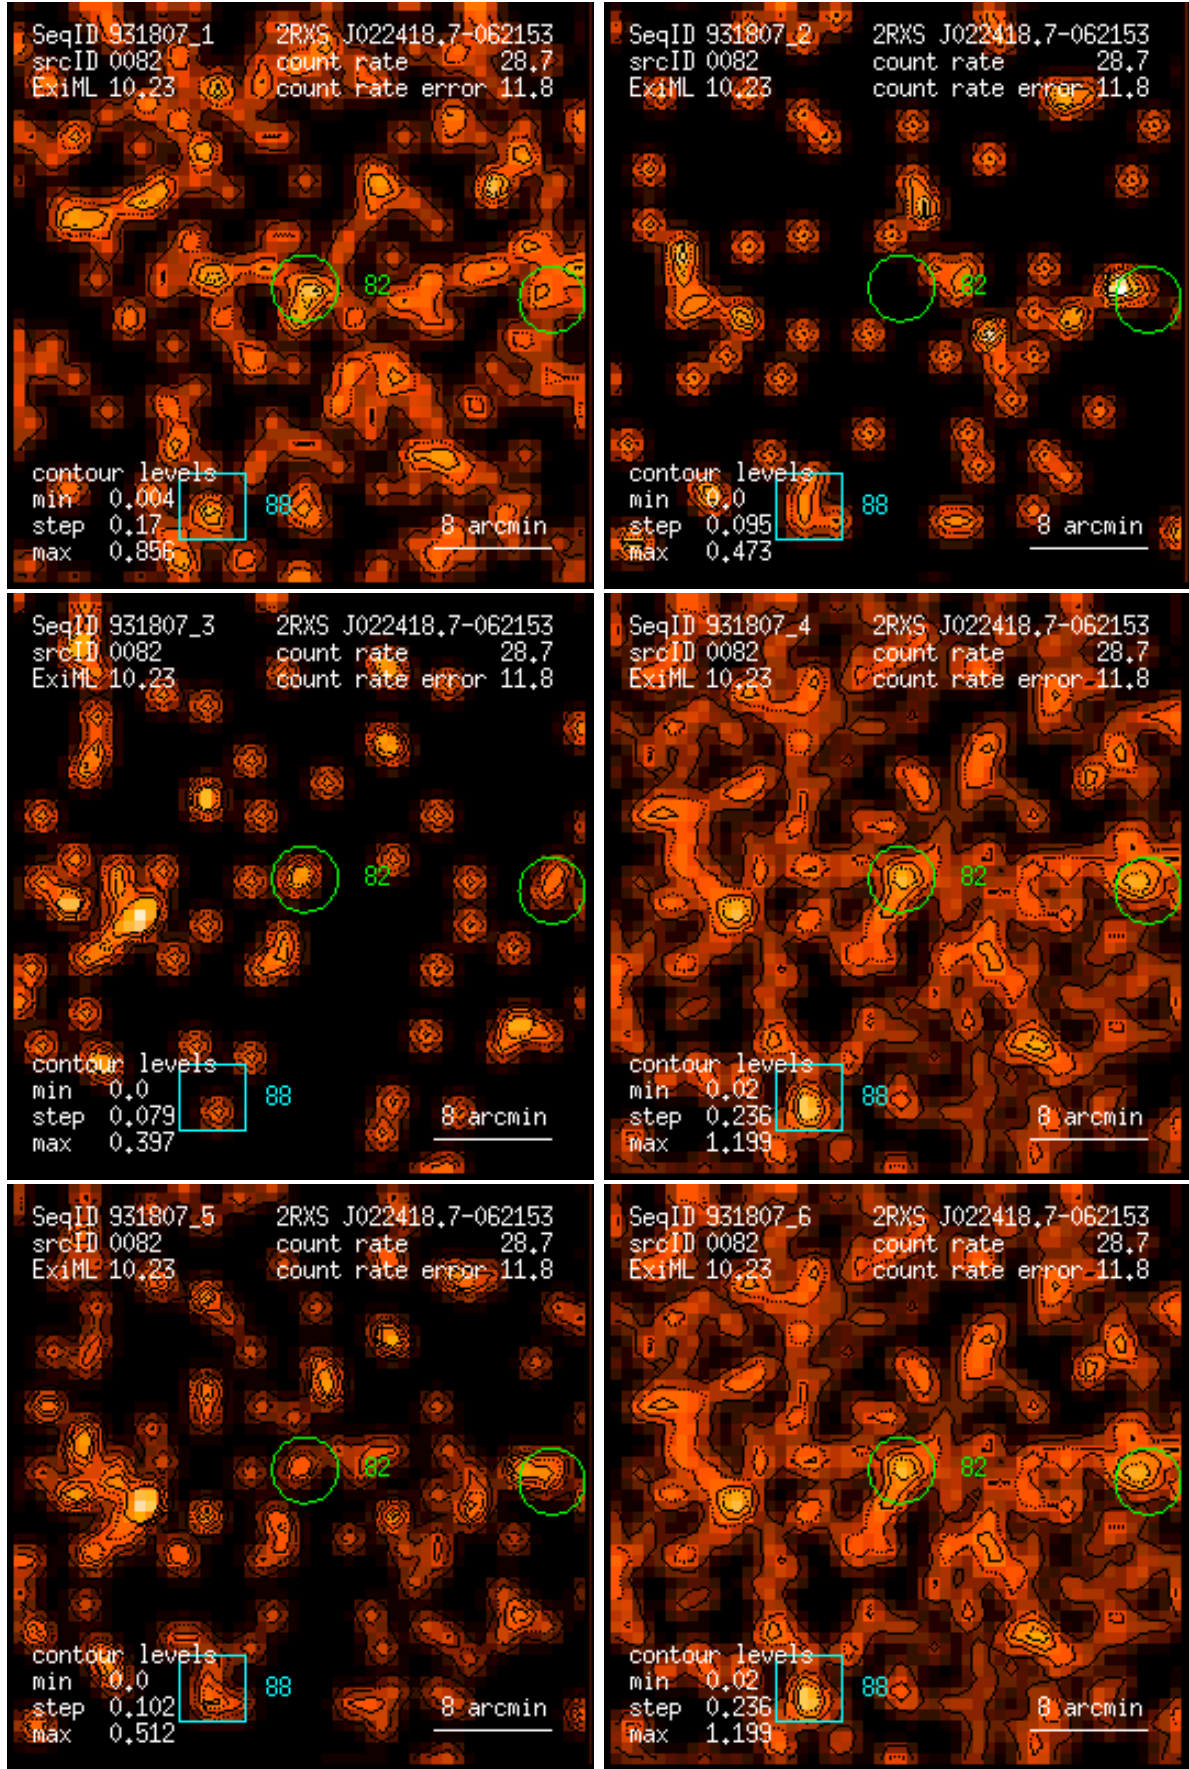 SeqID 931807_1 2RXS J022418.7-062153
srcID 0082 count rate 28.7
ExiML 10.23 count rate error 11.8
82
contour levels
min 0.004
88
step 0.17 8 arcmin
max 0.856
SeqID 931807_2 2RXS J022418.7-062153
srcID 0082 count rate 28.7
ExiML 10.23 count rate error 11.8
82
contour levels
min 0.0
88
step 0.095 8 arcmin
max 0.473
SeqID 931807_3 2RXS J022418.7-062153
srcID 0082 count rate 28.7
ExiML 10.23 count rate error 11.8
82
contour levels
min 0.0
88
step 0.079 8 arcmin
max 0.397
SeqID 931807_4 2RXS J022418.7-062153
srcID 0082 count rate 28.7
ExiML 10.23 count rate error 11.8
82
contour levels
min 0.02
88
step 0.236 8 arcmin
max 1.199
SeqID 931807_5 2RXS J022418.7-062153
srcID 0082 count rate 28.7
ExiML 10.23 count rate error 11.8
82
contour levels
min 0.0
88
step 0.102 8 arcmin
max 0.512
SeqID 931807_6 2RXS J022418.7-062153
srcID 0082 count rate 28.7
ExiML 10.23 count rate error 11.8
82
contour levels
min 0.02
88
step 0.236 8 arcmin
max 1.199